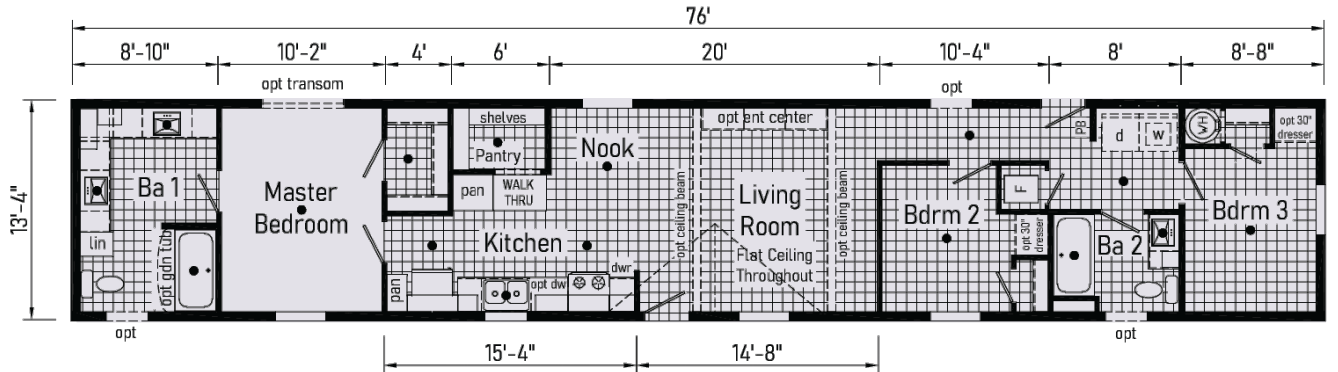 76'
8'-10" 10'-2" 4' 6' 20' 10'-4" 8' 8'-8"
opt transom
opt
13'-4"
shelves
Pantry
pan
WALK
THRU
Nook
opt ent center
PB
d
w
WH
opt 30"
dresser
Ba 1
lin
opt gdn tub
Master
Bedroom
Kitchen
pan
opt dw
dwr
opt ceiling beam
Living
Room
Flat Ceiling
Throughout
opt ceiling beam
Bdrm 2
F
opt 30"
dresser
Ba 2
Bdrm 3
opt
opt
15'-4" 14'-8"